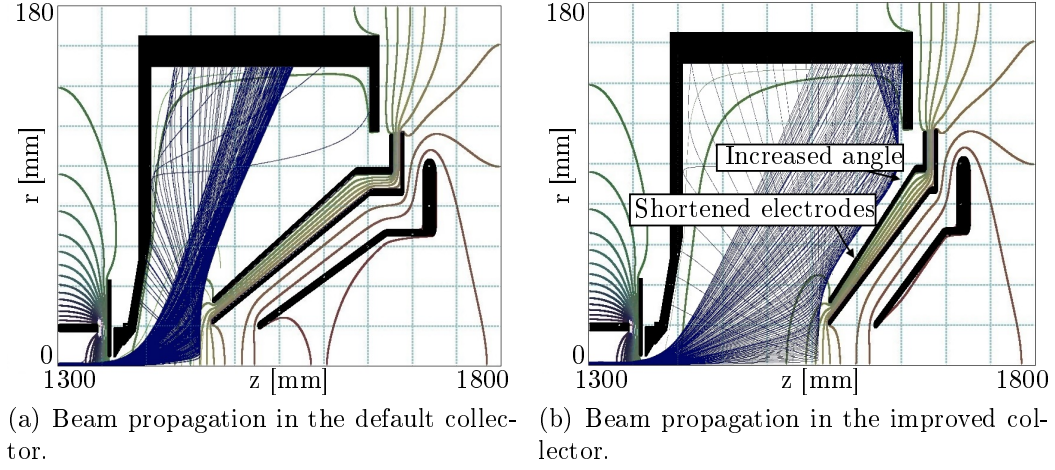 180
r [mm]
0
1300
z [mm]
1800
(a) Beam propagation in the default collec-
tor.
180
r [mm]
Increased angle
Shortened electrodes
0
1300
z [mm]
1800
(b) Beam propagation in the improved col-
lector.